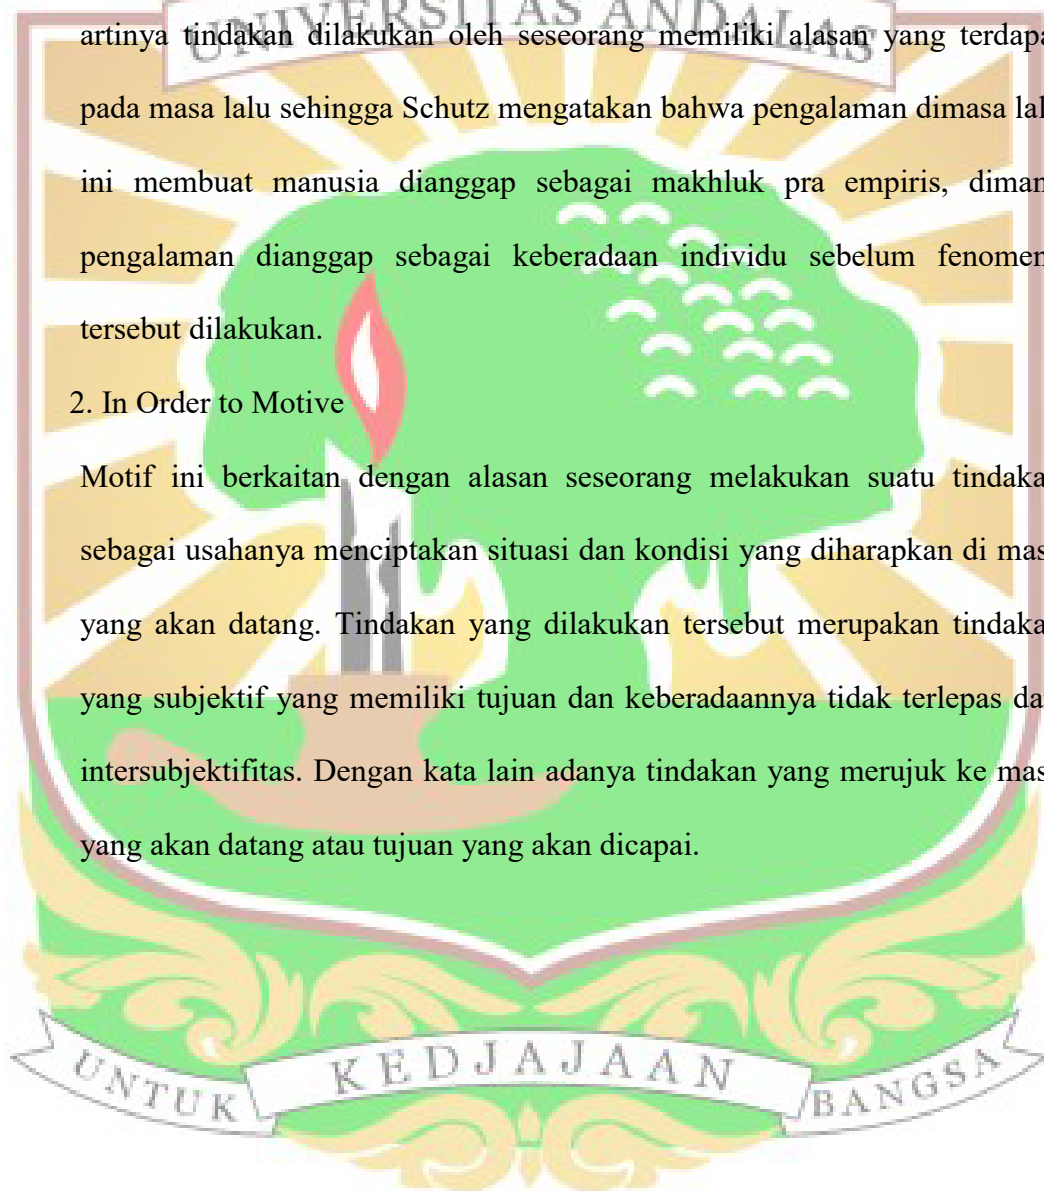 UNIVERSITAS ANDALAS
artinya tindakan dilakukan oleh seseorang memiliki alasan yang terdapa
pada masa lalu sehingga Schutz mengatakan bahwa pengalaman dimasa lal
ini membuat manusia dianggap sebagai makhluk pra empiris, diman
pengalaman dianggap sebagai keberadaan individu sebelum fenomen
tersebut dilakukan.
2. In Order to Motive
Motif ini berkaitan dengan alasan seseorang melakukan suatu tindaka
sebagai usahanya menciptakan situasi dan kondisi yang diharapkan di mas
yang akan datang. Tindakan yang dilakukan tersebut merupakan tindaka
yang subjektif yang memiliki tujuan dan keberadaannya tidak terlepas da
intersubjektifitas. Dengan kata lain adanya tindakan yang merujuk ke mas
yang akan datang atau tujuan yang akan dicapai.
UNTUK KEDJAJAAN BANGSA